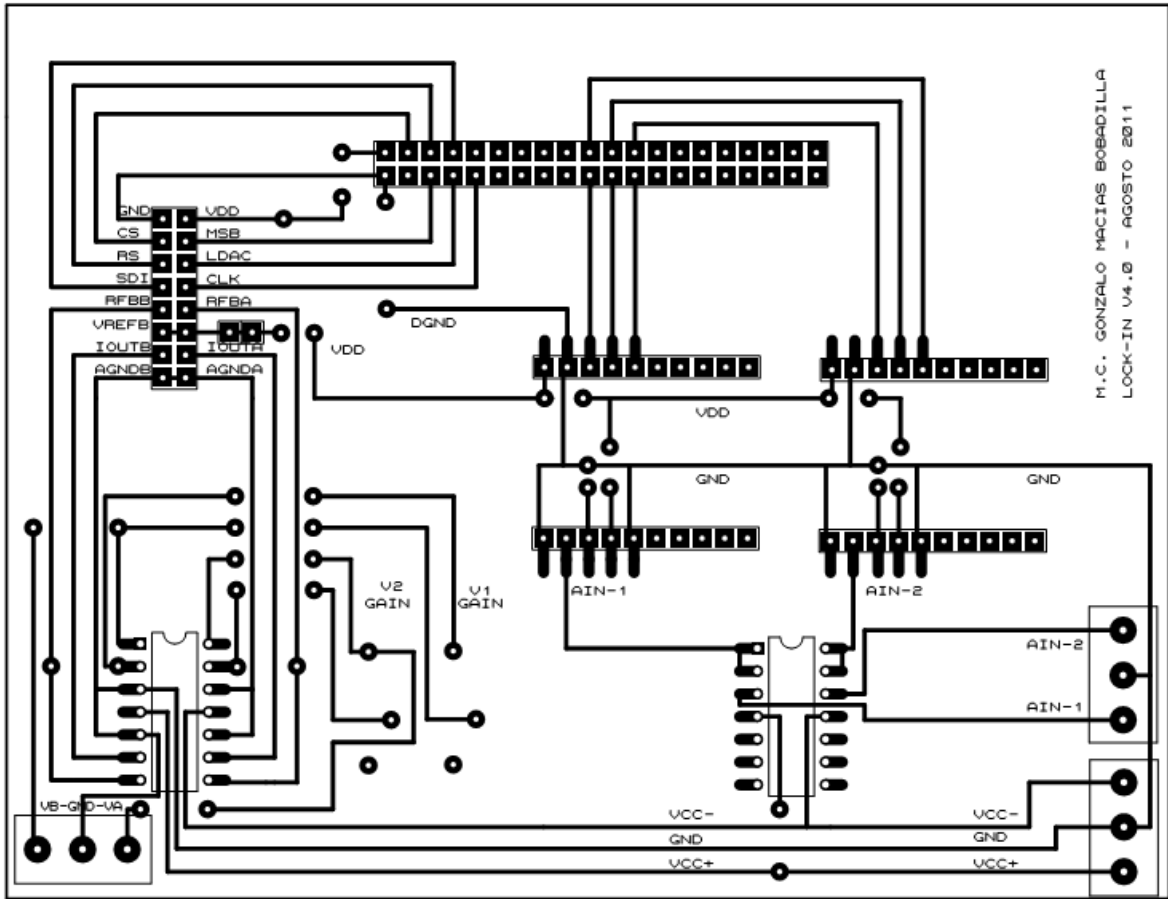 M.C. GONZALO MACIAS BOBADILLA
LOCK-IN V4.0 - AGOSTO 2011
GND VDD
CS MSB
RS LDAC
SDI CLK
RFBB RFBA
VREFB
IOUTB IOUTA
AGNDB AGNDA
DGND
VDD
VDD
GND
GND
V2 GAIN
V1 GAIN
AIN-1
AIN-2
AIN-2
AIN-1
VB-GND-VA
VCC-
VCC-
GND
GND
VCC+
VCC+